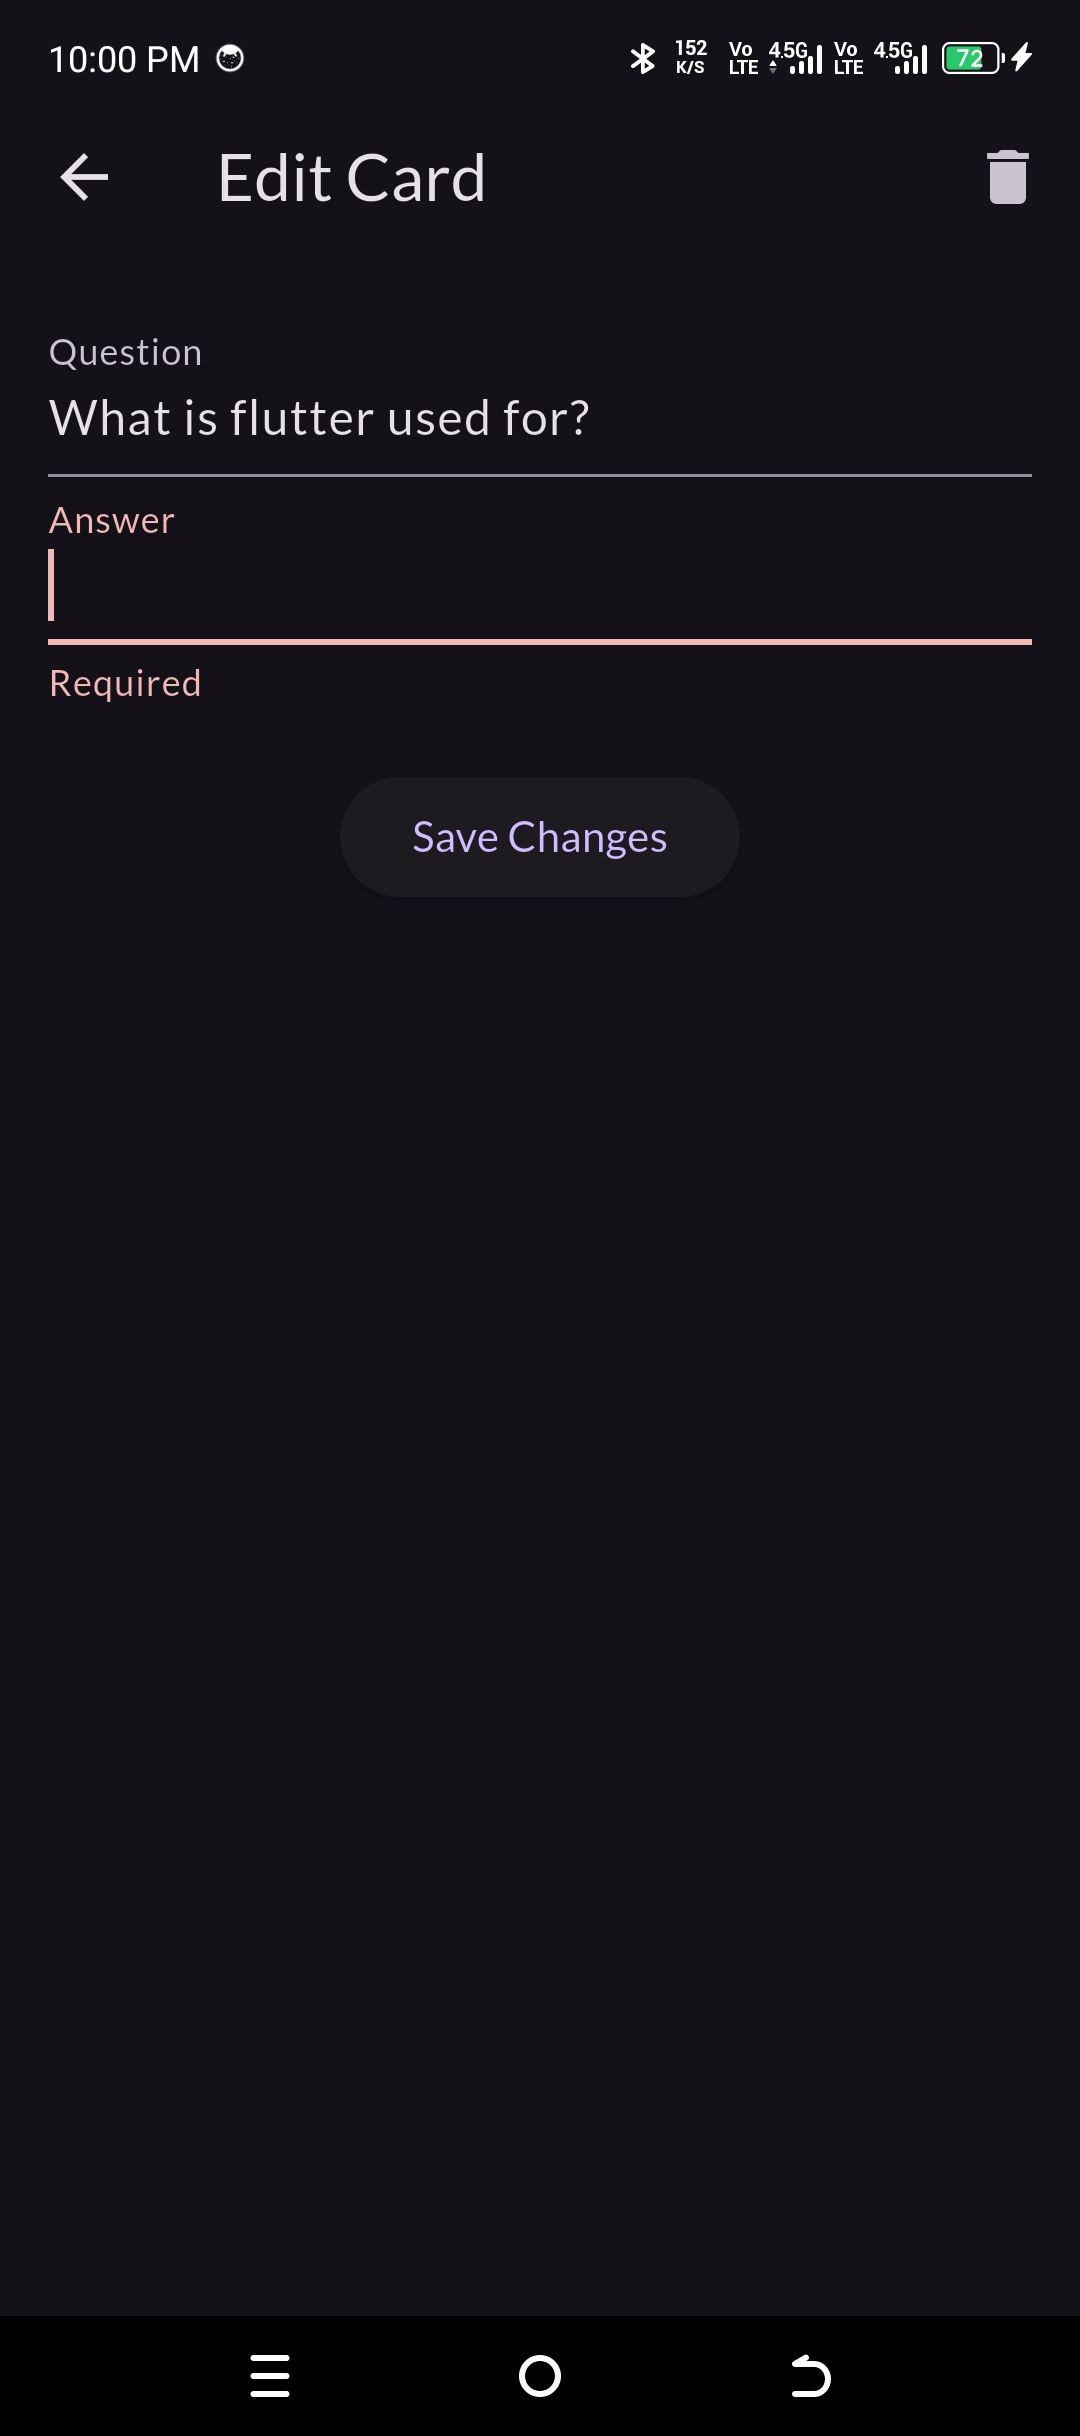 10:00 PM 152 K/S Vo LTE 4.5G Vo LTE 4.5G 72
Edit Card
Question
What is flutter used for?
Answer
Required
Save Changes